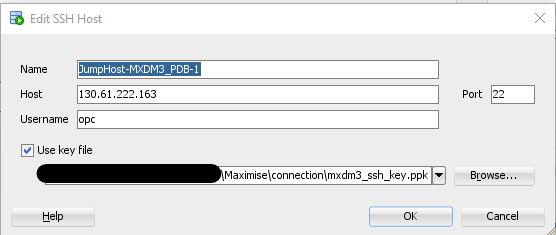 Edit SSH Host
Name JumpHost-MXDM3_PDB-1
Host 130.61.222.163 Port 22
Username opc
Use key file
\Maximise\connection\mxdm3_ssh_key.ppk Browse...
Help OK Cancel